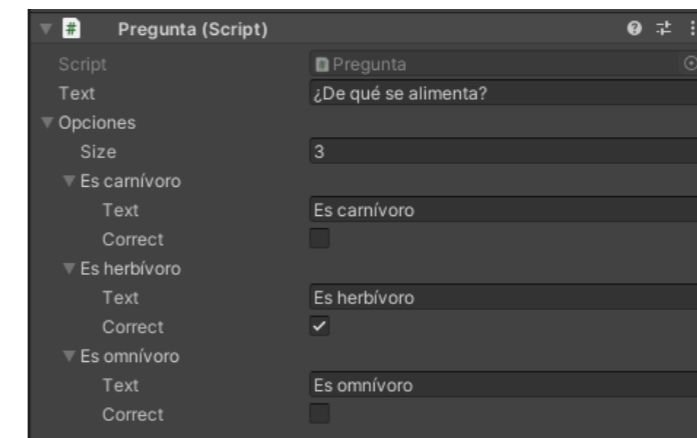 # Pregunta (Script)
Script Pregunta
Text ¿De qué se alimenta?
Opciones
Size 3
Es carnívoro
Text Es carnívoro
Correct
Es herbívoro
Text Es herbívoro
Correct
Es omnívoro
Text Es omnívoro
Correct